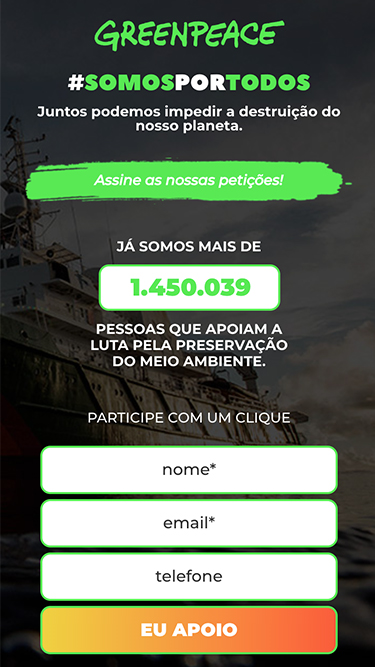 GREENPEACE
#SOMOSPORTODOS
Juntos podemos impedir a destruição do
nosso planeta.
Assine as nossas petições!
JÁ SOMOS MAIS DE
1.450.039
PESSOAS QUE APOIAM A
LUTA PELA PRESERVAÇÃO
DO MEIO AMBIENTE.
PARTICIPE COM UM CLIQUE
nome*
email*
telefone
EU APOIO